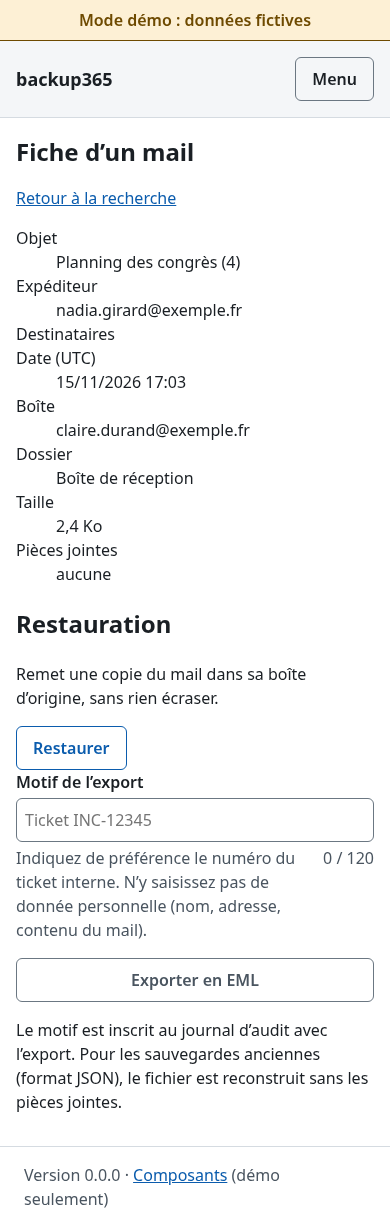 Mode démo : données fictives
backup365
Menu
Fiche d’un mail
Retour à la recherche
Objet
Planning des congrès (4)
Expéditeur
nadia.girard@exemple.fr
Destinataires
Date (UTC)
15/11/2026 17:03
Boîte
claire.durand@exemple.fr
Dossier
Boîte de réception
Taille
2,4 Ko
Pièces jointes
aucune
Restauration
Remet une copie du mail dans sa boîte
d’origine, sans rien écraser.
Restaurer
Motif de l’export
Ticket INC-12345
Indiquez de préférence le numéro du
ticket interne. N’y saisissez pas de
donnée personnelle (nom, adresse,
contenu du mail).
0 / 120
Exporter en EML
Le motif est inscrit au journal d’audit avec
l’export. Pour les sauvegardes anciennes
(format JSON), le fichier est reconstruit sans les
pièces jointes.
Version 0.0.0 · Composants (démo
seulement)